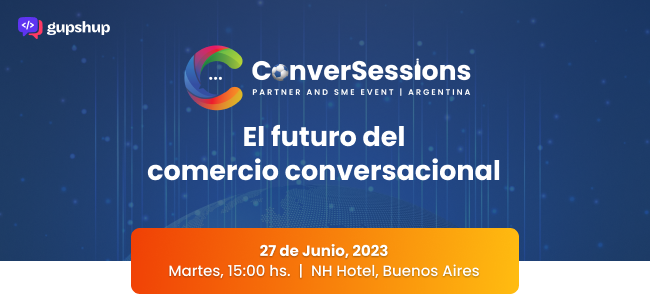 gupshup
ConverSessions
PARTNER AND SME EVENT | ARGENTINA
El futuro del
comercio conversacional
27 de Junio, 2023
Martes, 15:00 hs. | NH Hotel, Buenos Aires